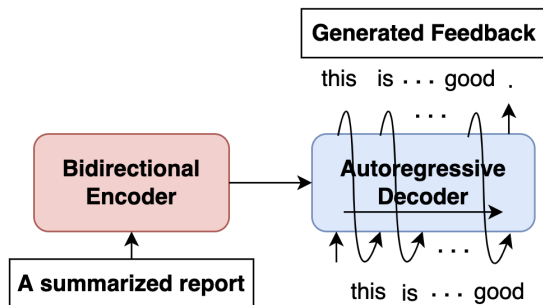 Generated Feedback
this is ... good .
...
Bidirectional
Encoder
Autoregressive
Decoder
...
A summarized report
this is ... good